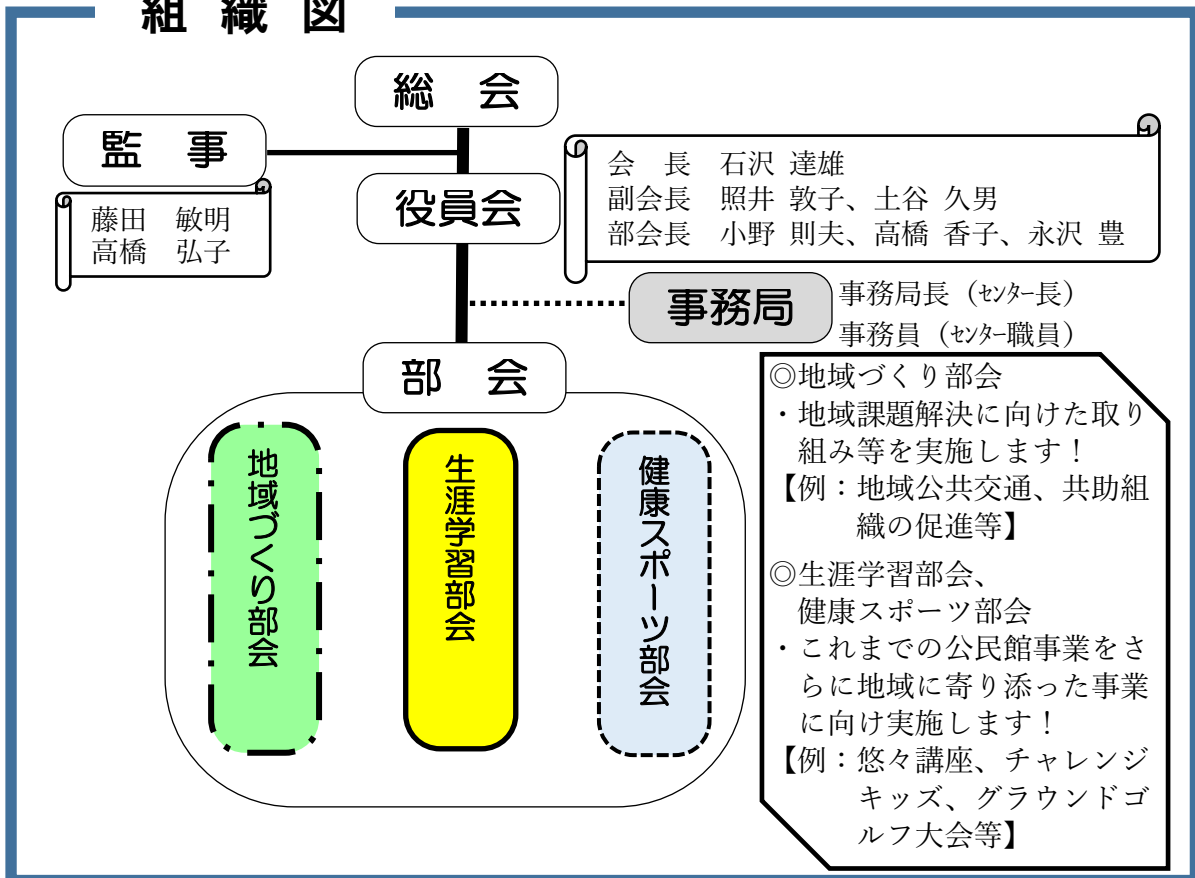 組 織 図
総 会
監 事
藤田 敏明
高橋 弘子
役員会
会 長 石沢 達雄
副会長 照井 敦子、土谷 久男
部会長 小野 則夫、高橋 香子、永沢 豊
事務局
事務局長（ｾﾝﾀｰ長）
事務員（ｾﾝﾀｰ職員）
部 会
地域づくり部会
生涯学習部会
健康スポーツ部会
◎地域づくり部会
・地域課題解決に向けた取り
組み等を実施します！
【例：地域公共交通、共助組
織の促進等】
◎生涯学習部会、
健康スポーツ部会
・これまでの公民館事業をさ
らに地域に寄り添った事業
に向け実施します！
【例：悠々講座、チャレンジ
キッズ、グラウンドゴ
ルフ大会等】